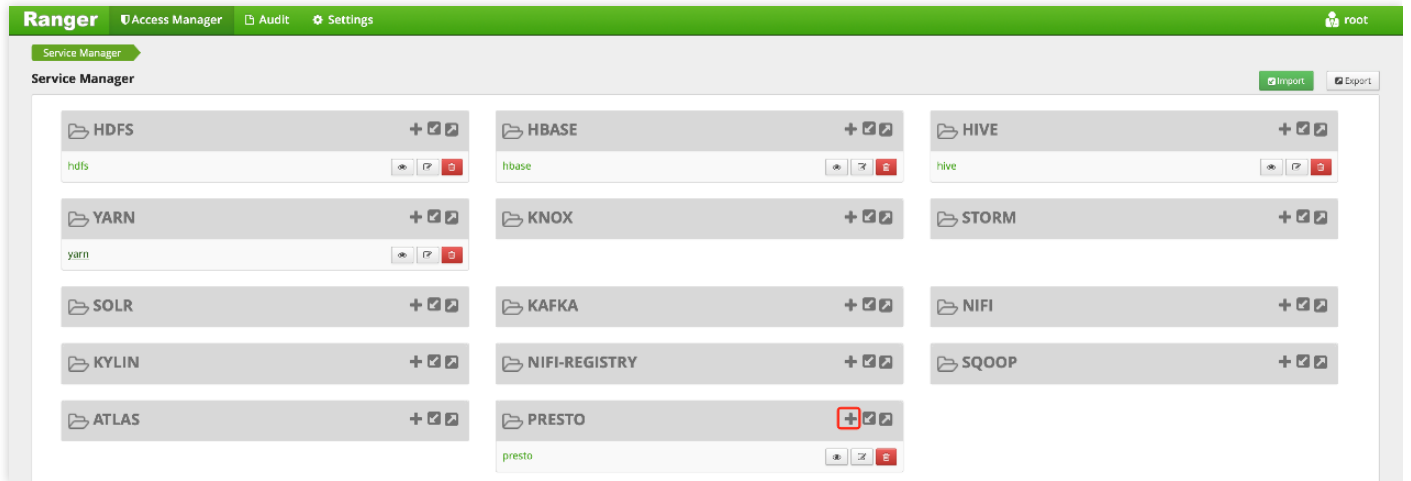 Ranger Access Manager Audit Settings root
Service Manager
Service Manager Import Export
HDFS HBASE HIVE
hdfs hbase hive
YARN KNOX STORM
yarn
SOLR KAFKA NIFI
KYLIN NIFI-REGISTRY SQOOP
ATLAS PRESTO
presto